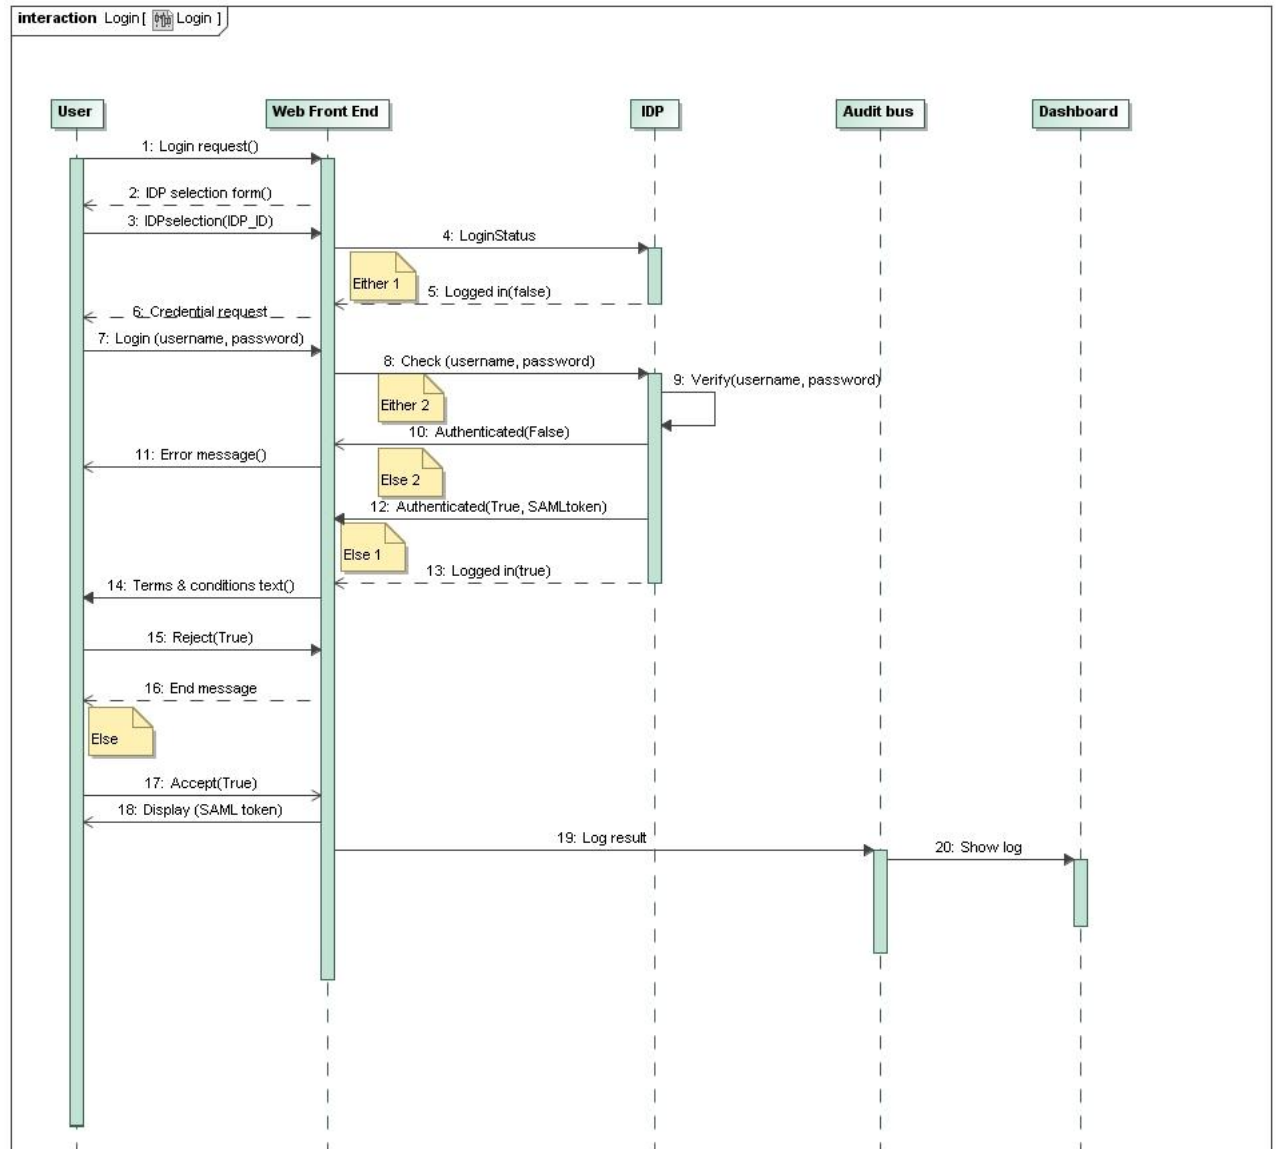 interaction Login [ Login ]
User
Web Front End
IDP
Audit bus
Dashboard
1: Login request()
2: IDP selection form()
3: IDPselection(IDP_ID)
4: LoginStatus
Either 1
5: Logged in(false)
6: Credential request
7: Login (username, password)
8: Check (username, password)
9: Verify(username, password)
Either 2
10: Authenticated(False)
11: Error message()
Else 2
12: Authenticated(True, SAMLtoken)
Else 1
13: Logged in(true)
14: Terms & conditions text()
15: Reject(True)
16: End message
Else
17: Accept(True)
18: Display (SAML token)
19: Log result
20: Show log